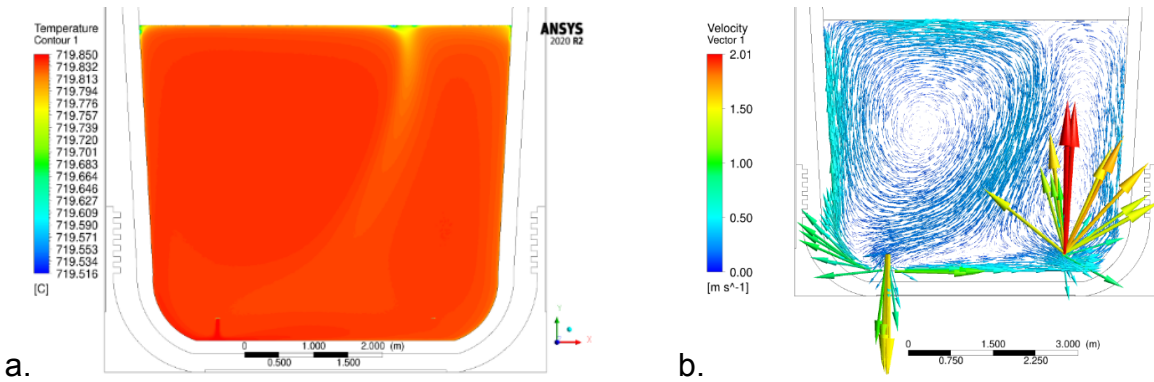 Temperature
Contour 1
719.850
719.832
719.813
719.794
719.776
719.757
719.739
719.720
719.701
719.683
719.664
719.646
719.627
719.609
719.590
719.571
719.553
719.534
719.516
[C]
ANSYS
2020 R2
Y
X
0 1.000 2.000 (m)
0.500 1.500
a.
Velocity
Vector 1
2.01
1.50
1.00
0.50
0.00
[m s^-1]
0 1.500 3.000 (m)
0.750 2.250
b.